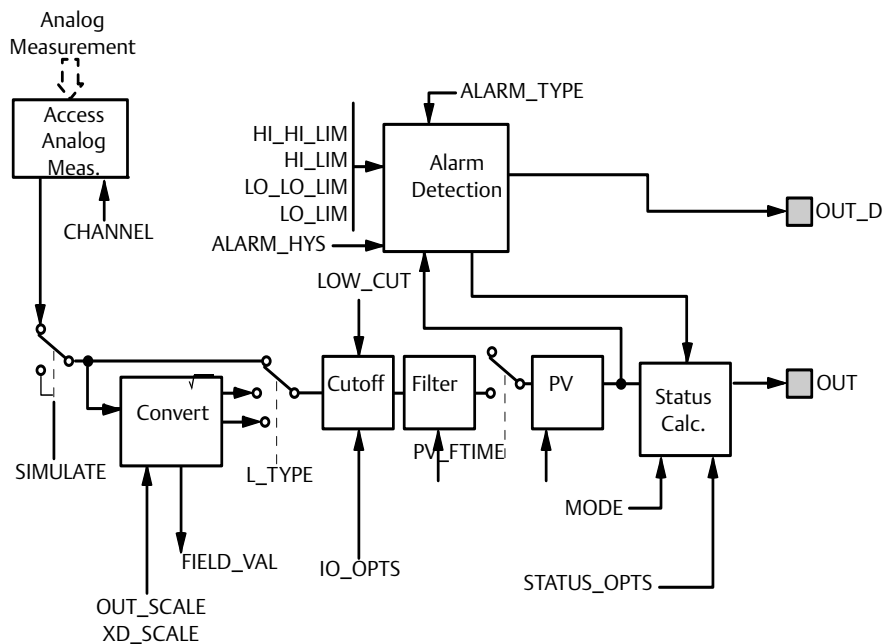 Analog
Measurement
Access
Analog
Meas.
CHANNEL
ALARM_TYPE
HI_HI_LIM
HI_LIM
LO_LO_LIM
LO_LIM
ALARM_HYS
Alarm
Detection
OUT_D
LOW_CUT
SIMULATE
Convert
L_TYPE
Cutoff
Filter
PV_FTIME
PV
Status
Calc.
OUT
MODE
FIELD_VAL
IO_OPTS
STATUS_OPTS
OUT_SCALE
XD_SCALE